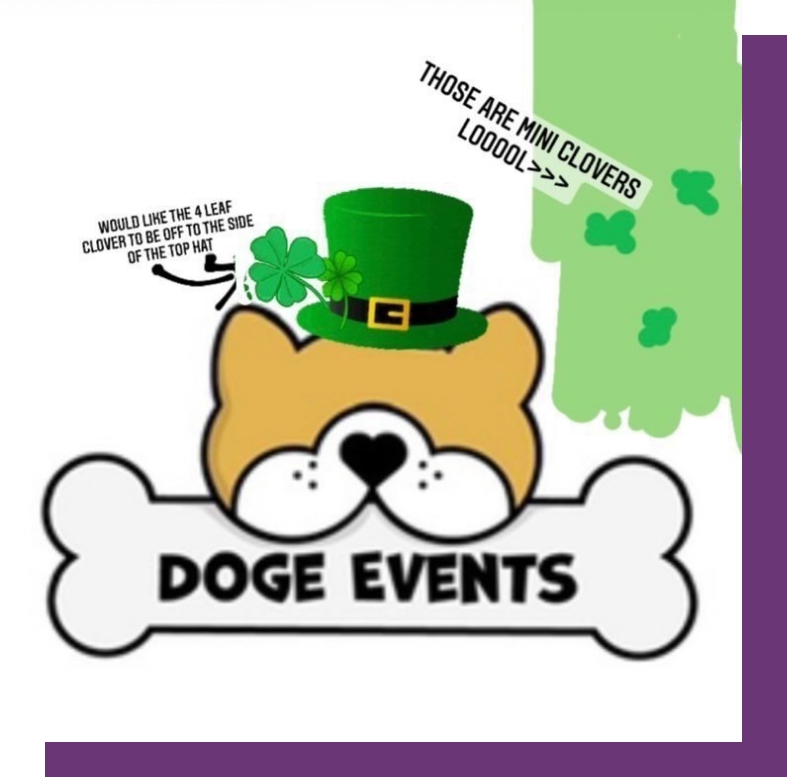 THOSE ARE MINI CLOVERS
LOOOOL>>>
WOULD LIKE THE 4 LEAF
CLOVER TO BE OFF TO THE SIDE
OF THE TOP HAT
DOGE EVENTS